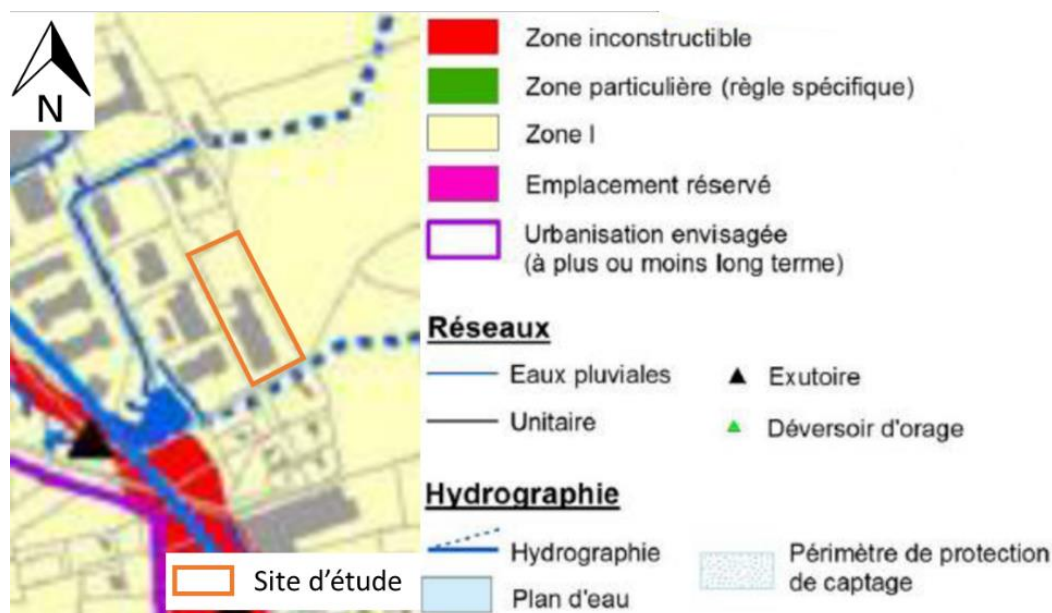 N
Site d'étude
Zone inconstructible
Zone particulière (règle spécifique)
Zone I
Emplacement réservé
Urbanisation envisagée
(à plus ou moins long terme)
Réseaux
Eaux pluviales
Exutoire
Unitaire
Déversoir d'orage
Hydrographie
Hydrographie
Périmètre de protection
de captage
Plan d'eau